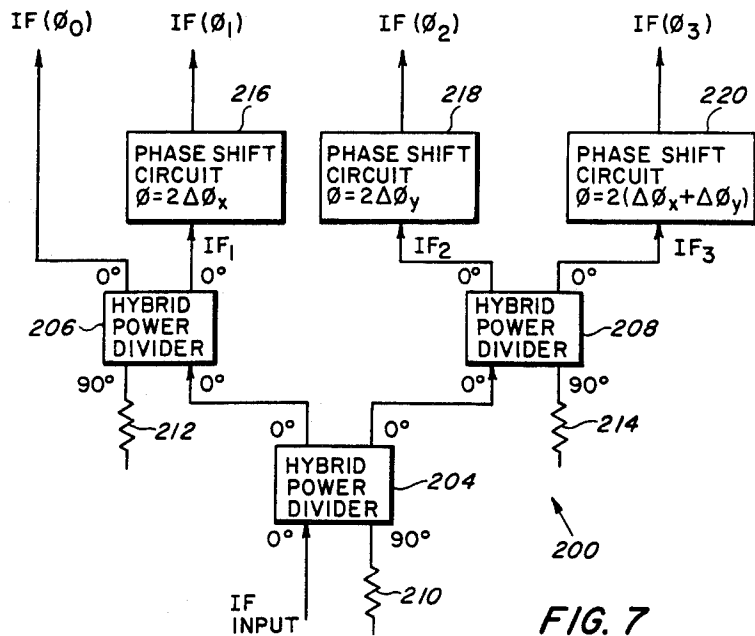 IF(Ø0) IF(Ø1) IF(Ø2) IF(Ø3)
216 218 220
PHASE SHIFT
CIRCUIT
Ø=2ΔØx
PHASE SHIFT
CIRCUIT
Ø=2ΔØy
PHASE SHIFT
CIRCUIT
Ø=2(ΔØx+ΔØy)
IF1 IF2 IF3
0° 0° 0° 0°
206
HYBRID
POWER
DIVIDER
HYBRID
POWER
DIVIDER
208
90° 0° 0° 90°
212 214
0° 0°
HYBRID
POWER
DIVIDER
204
0° 90°
200
210
IF
INPUT
FIG. 7